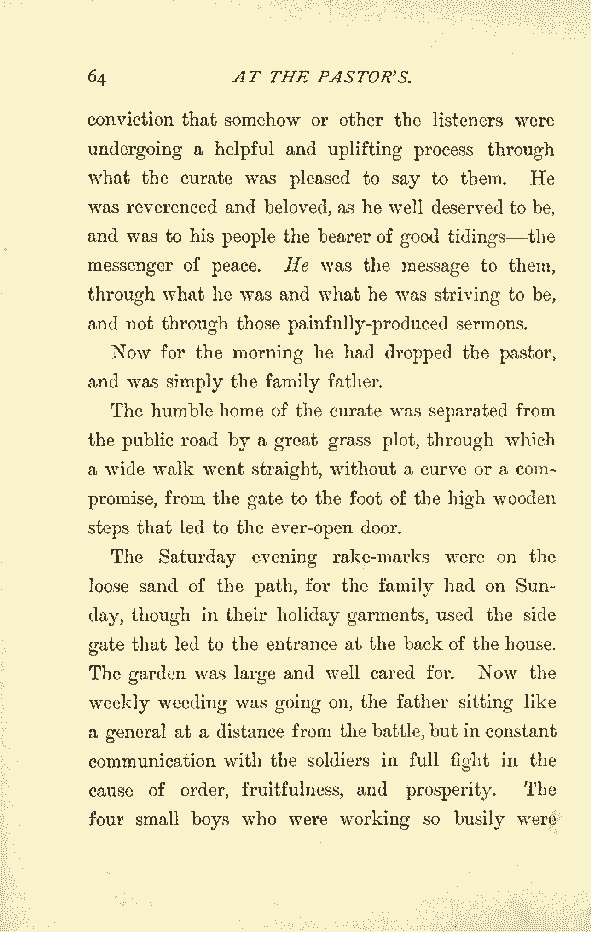 64 AT THE PASTOR'S.
conviction that somehow or other the listeners were
undergoing a helpful and uplifting process through
what the curate was pleased to say to them. He
was reverenced and beloved, as he well deserved to be,
and was to his people the bearer of good tidings—the
messenger of peace. He was the message to them,
through what he was and what he was striving to be,
and not through those painfully-produced sermons.
Now for the morning he had dropped the pastor,
and was simply the family father.
The humble home of the curate was separated from
the public road by a great grass plot, through which
a wide walk went straight, without a curve or a com-
promise, from the gate to the foot of the high wooden
steps that led to the ever-open door.
The Saturday evening rake-marks were on the
loose sand of the path, for the family had on Sun-
day, though in their holiday garments, used the side
gate that led to the entrance at the back of the house.
The garden was large and well cared for. Now the
weekly weeding was going on, the father sitting like
a general at a distance from the battle, but in constant
communication with the soldiers in full fight in the
cause of order, fruitfulness, and prosperity. The
four small boys who were working so busily were